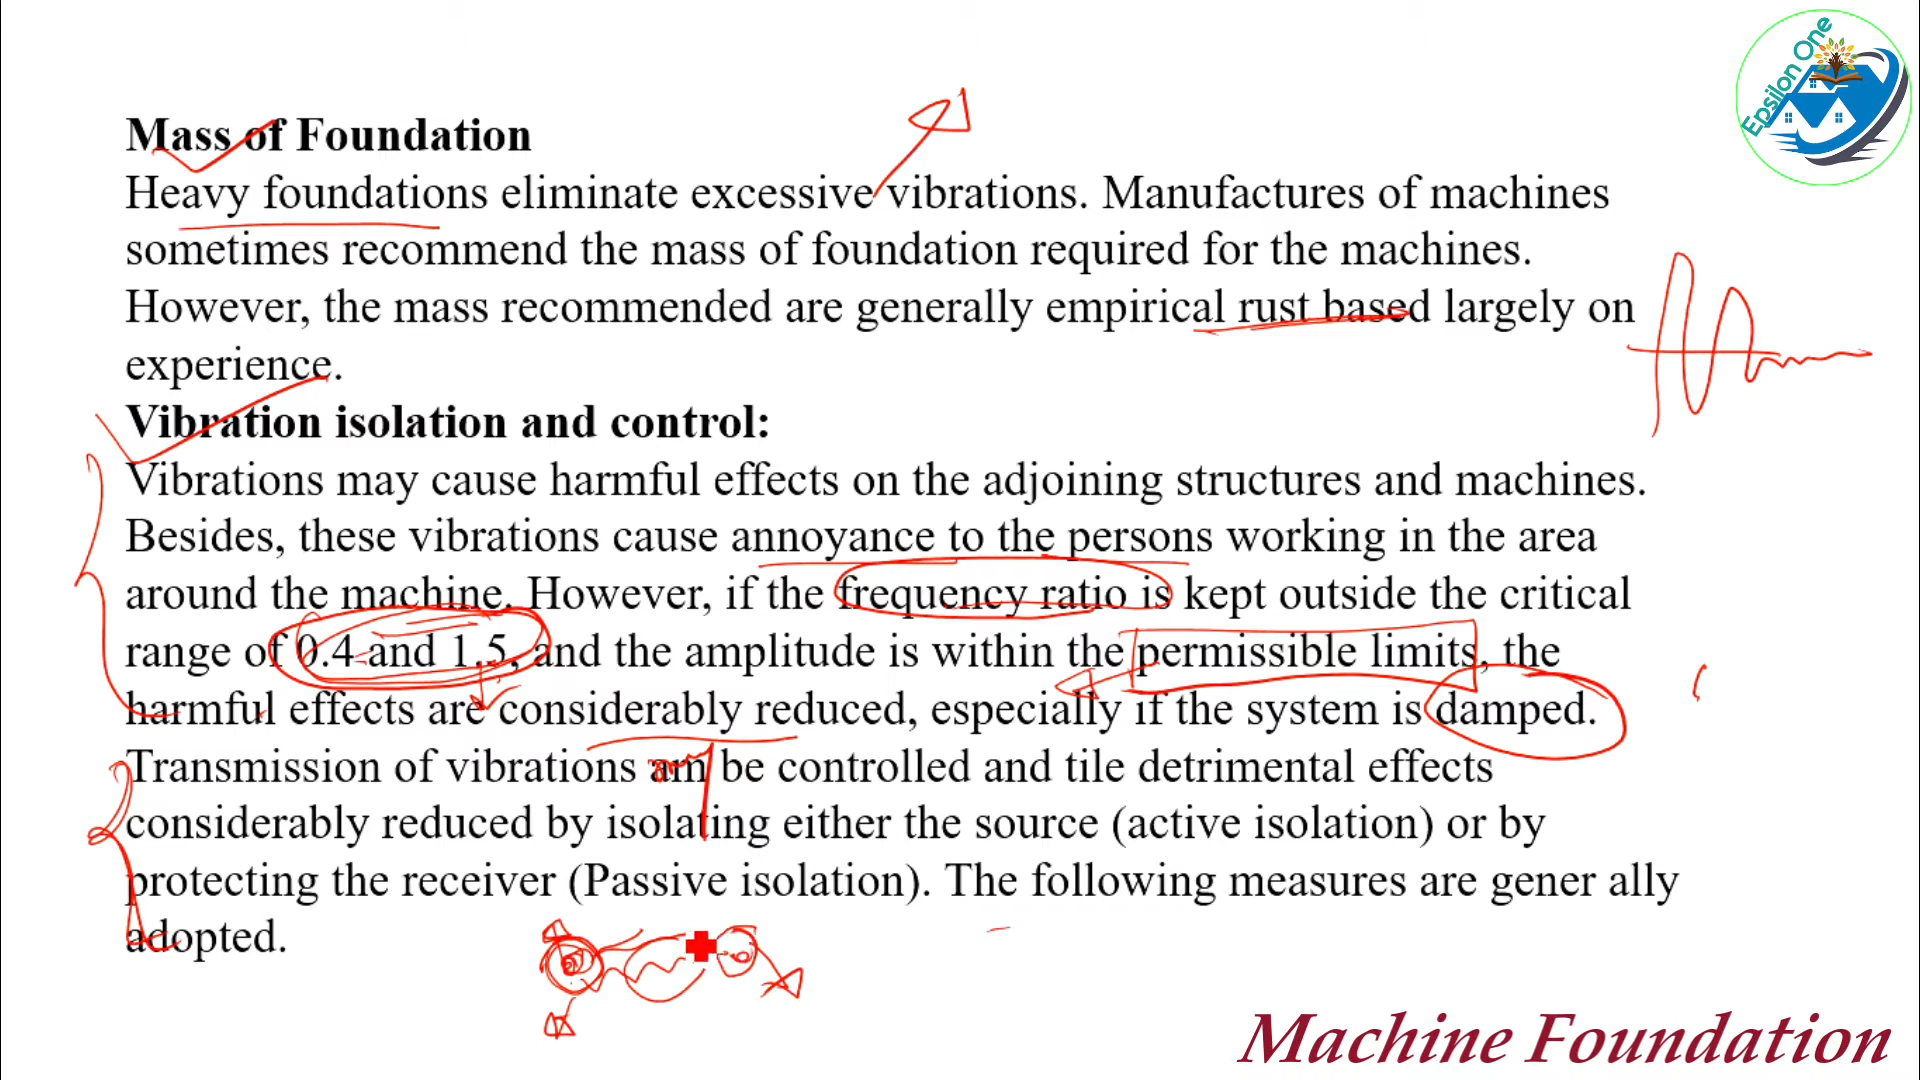 Epsilon One
Mass of Foundation
Heavy foundations eliminate excessive vibrations. Manufactures of machines
sometimes recommend the mass of foundation required for the machines.
However, the mass recommended are generally empirical rust based largely on
experience.
Vibration isolation and control:
Vibrations may cause harmful effects on the adjoining structures and machines.
Besides, these vibrations cause annoyance to the persons working in the area
around the machine. However, if the frequency ratio is kept outside the critical
range of 0.4 and 1.5, and the amplitude is within the permissible limits, the
harmful effects are considerably reduced, especially if the system is damped.
Transmission of vibrations am be controlled and tile detrimental effects
considerably reduced by isolating either the source (active isolation) or by
protecting the receiver (Passive isolation). The following measures are gener ally
adopted.
Machine Foundation